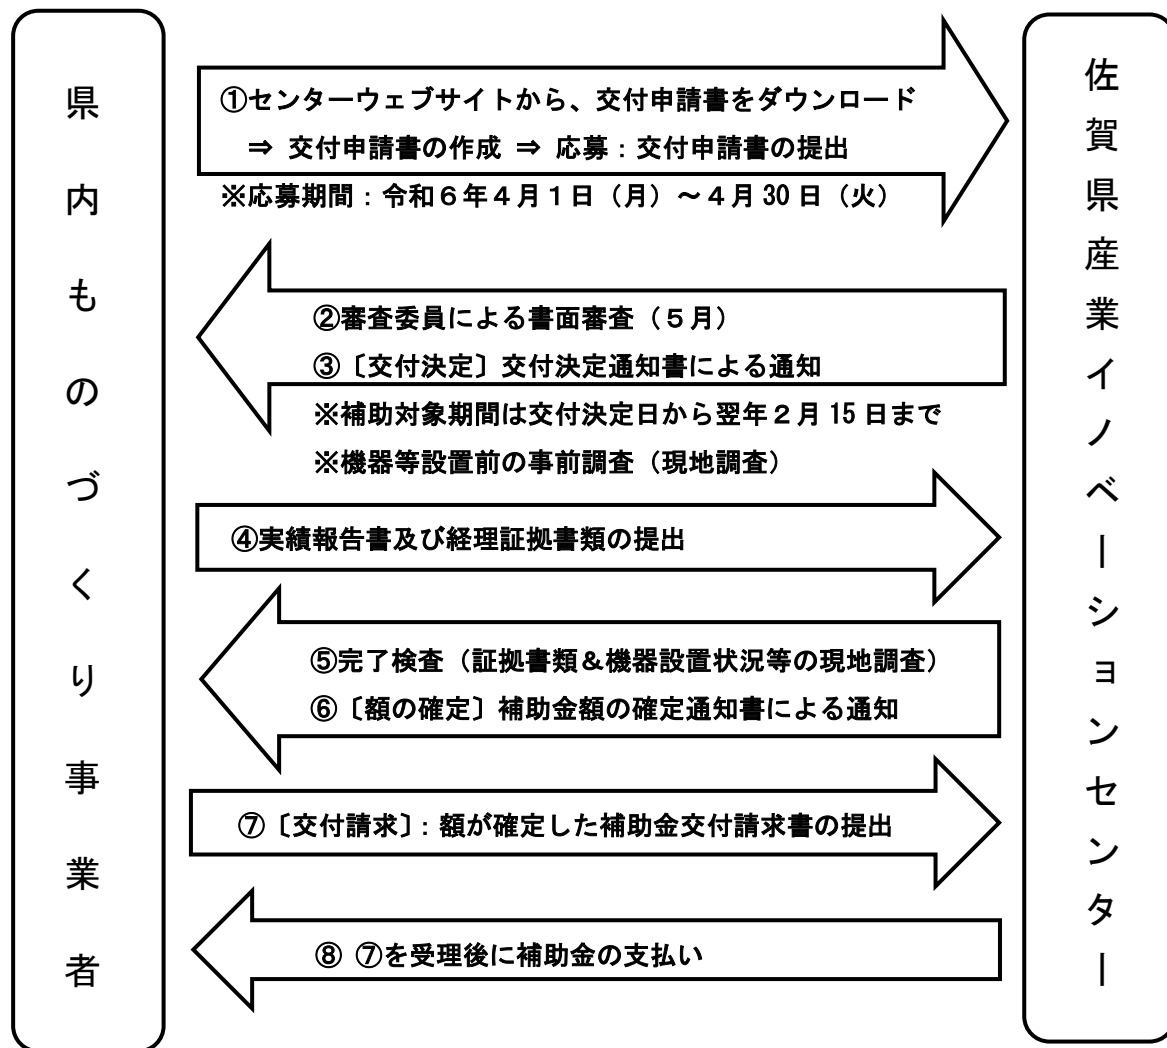 県内ものづくり事業者
①センターウェブサイトから、交付申請書をダウンロード
⇒ 交付申請書の作成 ⇒ 応募：交付申請書の提出
※応募期間：令和６年４月１日（月）～４月30日（火）
②審査委員による書面審査（５月）
③〔交付決定〕交付決定通知書による通知
※補助対象期間は交付決定日から翌年２月15日まで
※機器等設置前の事前調査（現地調査）
④実績報告書及び経理証拠書類の提出
⑤完了検査（証拠書類＆機器設置状況等の現地調査）
⑥〔額の確定〕補助金額の確定通知書による通知
⑦〔交付請求〕：額が確定した補助金交付請求書の提出
⑧ ⑦を受理後に補助金の支払い
佐賀県産業イノベーションセンター